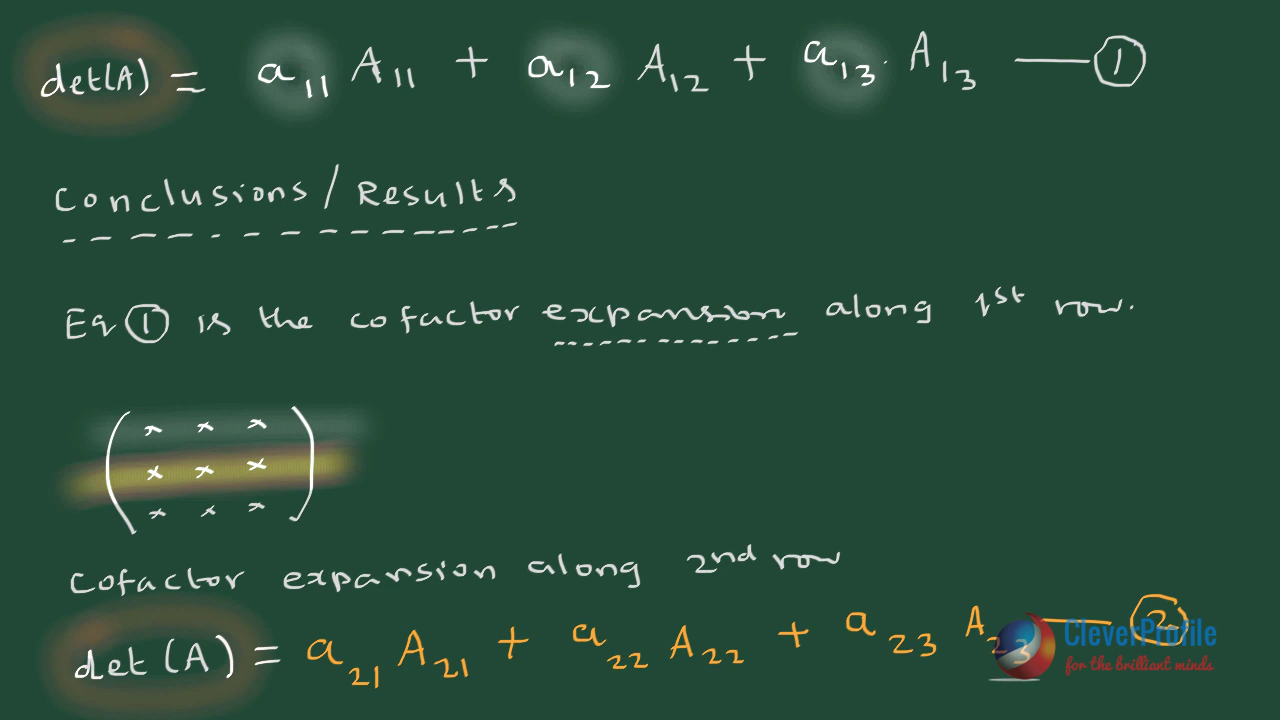 det(A) = a11 A11 + a12 A12 + a13 . A13 — ①
Conclusions / Results
Eq ① is the cofactor expansion along 1st row.
( x x x
x x x
x x x )
Cofactor expansion along 2nd row
det (A) = a21 A21 + a22 A22 + a23 A23 — ②
CleverProfile
for the brilliant minds